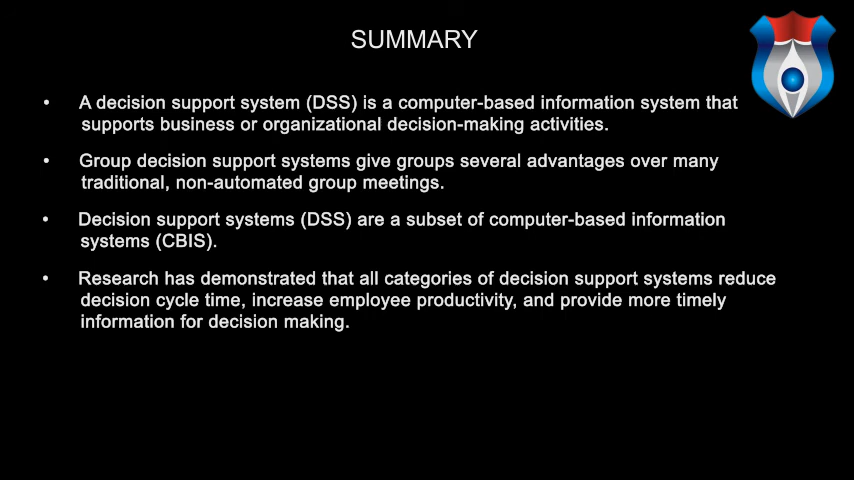 SUMMARY
• A decision support system (DSS) is a computer-based information system that
supports business or organizational decision-making activities.
• Group decision support systems give groups several advantages over many
traditional, non-automated group meetings.
• Decision support systems (DSS) are a subset of computer-based information
systems (CBIS).
• Research has demonstrated that all categories of decision support systems reduce
decision cycle time, increase employee productivity, and provide more timely
information for decision making.